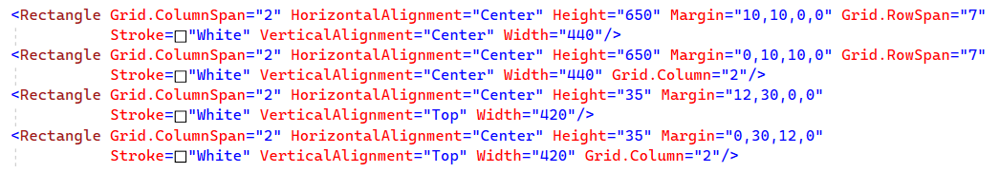 <Rectangle Grid.ColumnSpan="2" HorizontalAlignment="Center" Height="650" Margin="10,10,0,0" Grid.RowSpan="7"
Stroke="White" VerticalAlignment="Center" Width="440"/>
<Rectangle Grid.ColumnSpan="2" HorizontalAlignment="Center" Height="650" Margin="0,10,10,0" Grid.RowSpan="7"
Stroke="White" VerticalAlignment="Center" Width="440" Grid.Column="2"/>
<Rectangle Grid.ColumnSpan="2" HorizontalAlignment="Center" Height="35" Margin="12,30,0,0"
Stroke="White" VerticalAlignment="Top" Width="420"/>
<Rectangle Grid.ColumnSpan="2" HorizontalAlignment="Center" Height="35" Margin="0,30,12,0"
Stroke="White" VerticalAlignment="Top" Width="420" Grid.Column="2"/>